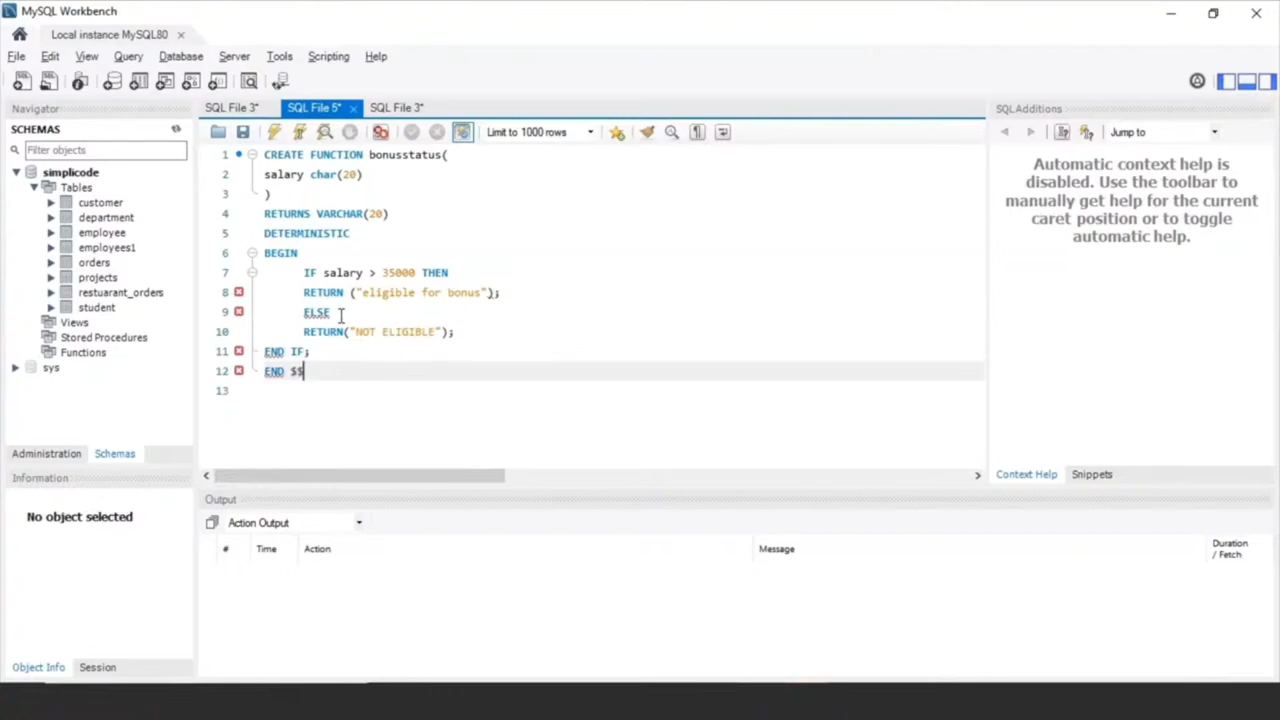 MySQL Workbench
Local instance MySQL80
File Edit View Query Database Server Tools Scripting Help
Navigator
SCHEMAS
Filter objects
simplicode
Tables
customer
department
employee
employees1
orders
projects
restuarant_orders
student
Views
Stored Procedures
Functions
sys
Administration Schemas
Information
No object selected
Object Info Session
SQL File 3* SQL File 5* SQL File 3*
Limit to 1000 rows
1 CREATE FUNCTION bonusstatus(
2 salary char(20)
3 )
4 RETURNS VARCHAR(20)
5 DETERMINISTIC
6 BEGIN
7 IF salary > 35000 THEN
8 RETURN ("eligible for bonus");
9 ELSE
10 RETURN("NOT ELIGIBLE");
11 END IF;
12 END $$
13
Output
Action Output
# Time Action Message Duration / Fetch
SQLAdditions
Jump to
Automatic context help is
disabled. Use the toolbar to
manually get help for the current
caret position or to toggle
automatic help.
Context Help Snippets